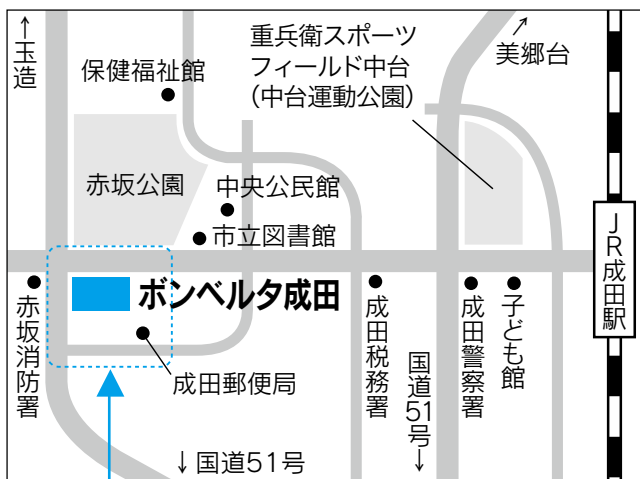 ↑玉造
保健福祉館
重兵衛スポーツ
フィールド中台
(中台運動公園)
↑美郷台
赤坂公園
中央公民館
市立図書館
ボンベルタ成田
JR成田駅
赤坂消防署
成田郵便局
成田税務署
国道51号↓
成田警察署
子ども館
↓国道51号